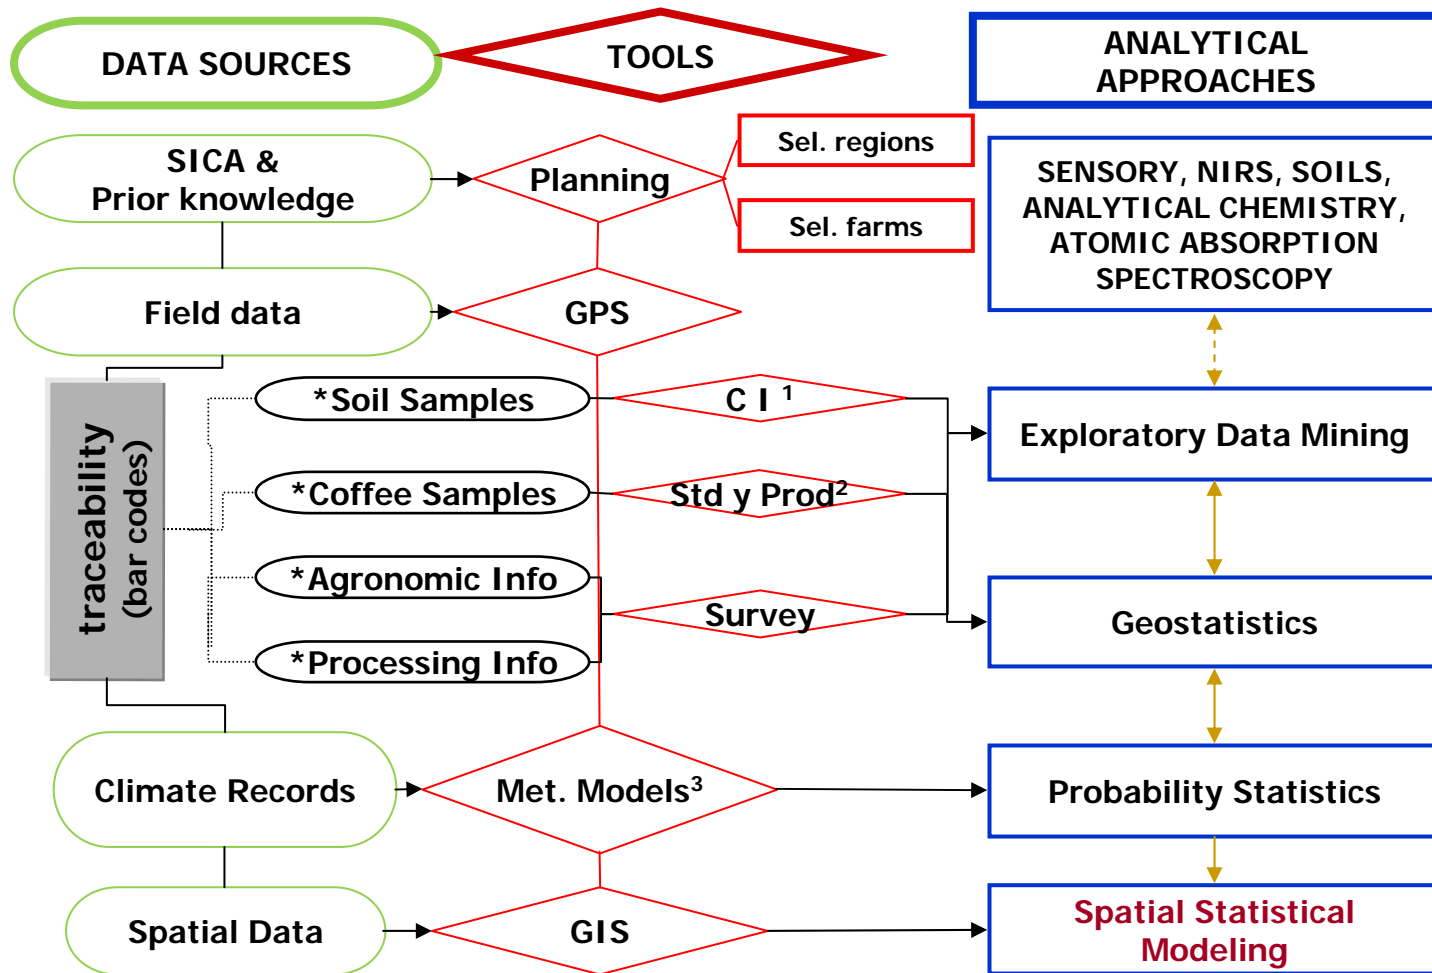 DATA SOURCES
TOOLS
ANALYTICAL
APPROACHES
SICA &
Prior knowledge
Planning
Sel. regions
Sel. farms
SENSORY, NIRS, SOILS,
ANALYTICAL CHEMISTRY,
ATOMIC ABSORPTION
SPECTROSCOPY
Field data
GPS
traceability
(bar codes)
*Soil Samples
C I ¹
Exploratory Data Mining
*Coffee Samples
Std y Prod²
*Agronomic Info
Survey
Geostatistics
*Processing Info
Climate Records
Met. Models³
Probability Statistics
Spatial Data
GIS
Spatial Statistical
Modeling